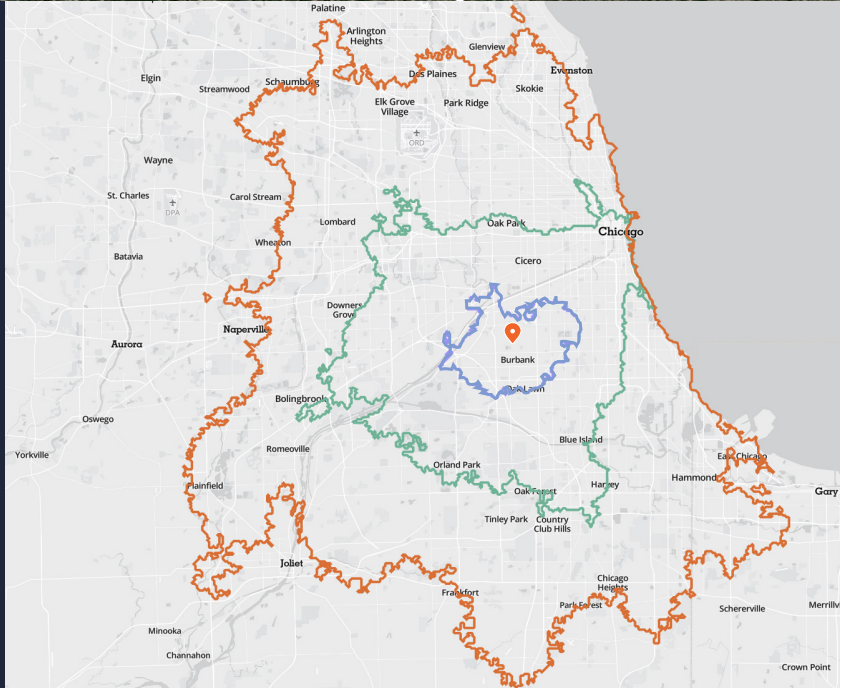 Palatine
Arlington
Heights
Glenview
Evanston
Des Plaines
Elgin
Schaumburg
Streamwood
Skokie
Elk Grove
Village
Park Ridge
ORD
Wayne
St. Charles
Carol Stream
DPA
Lombard
Oak Park
Chicago
Wheaton
Batavia
Cicero
Downers
Grove
Naperville
Aurora
Burbank
Oak Lawn
Bolingbrook
Oswego
Blue Island
Yorkville
Romeoville
East Chicago
Orland Park
Hammond
Plainfield
Oak Forest
Harvey
Gary
Tinley Park
Country
Club Hills
Joliet
Chicago
Heights
Frankfort
Park Forest
Schererville
Merrillv
Minooka
Channahon
Crown Point